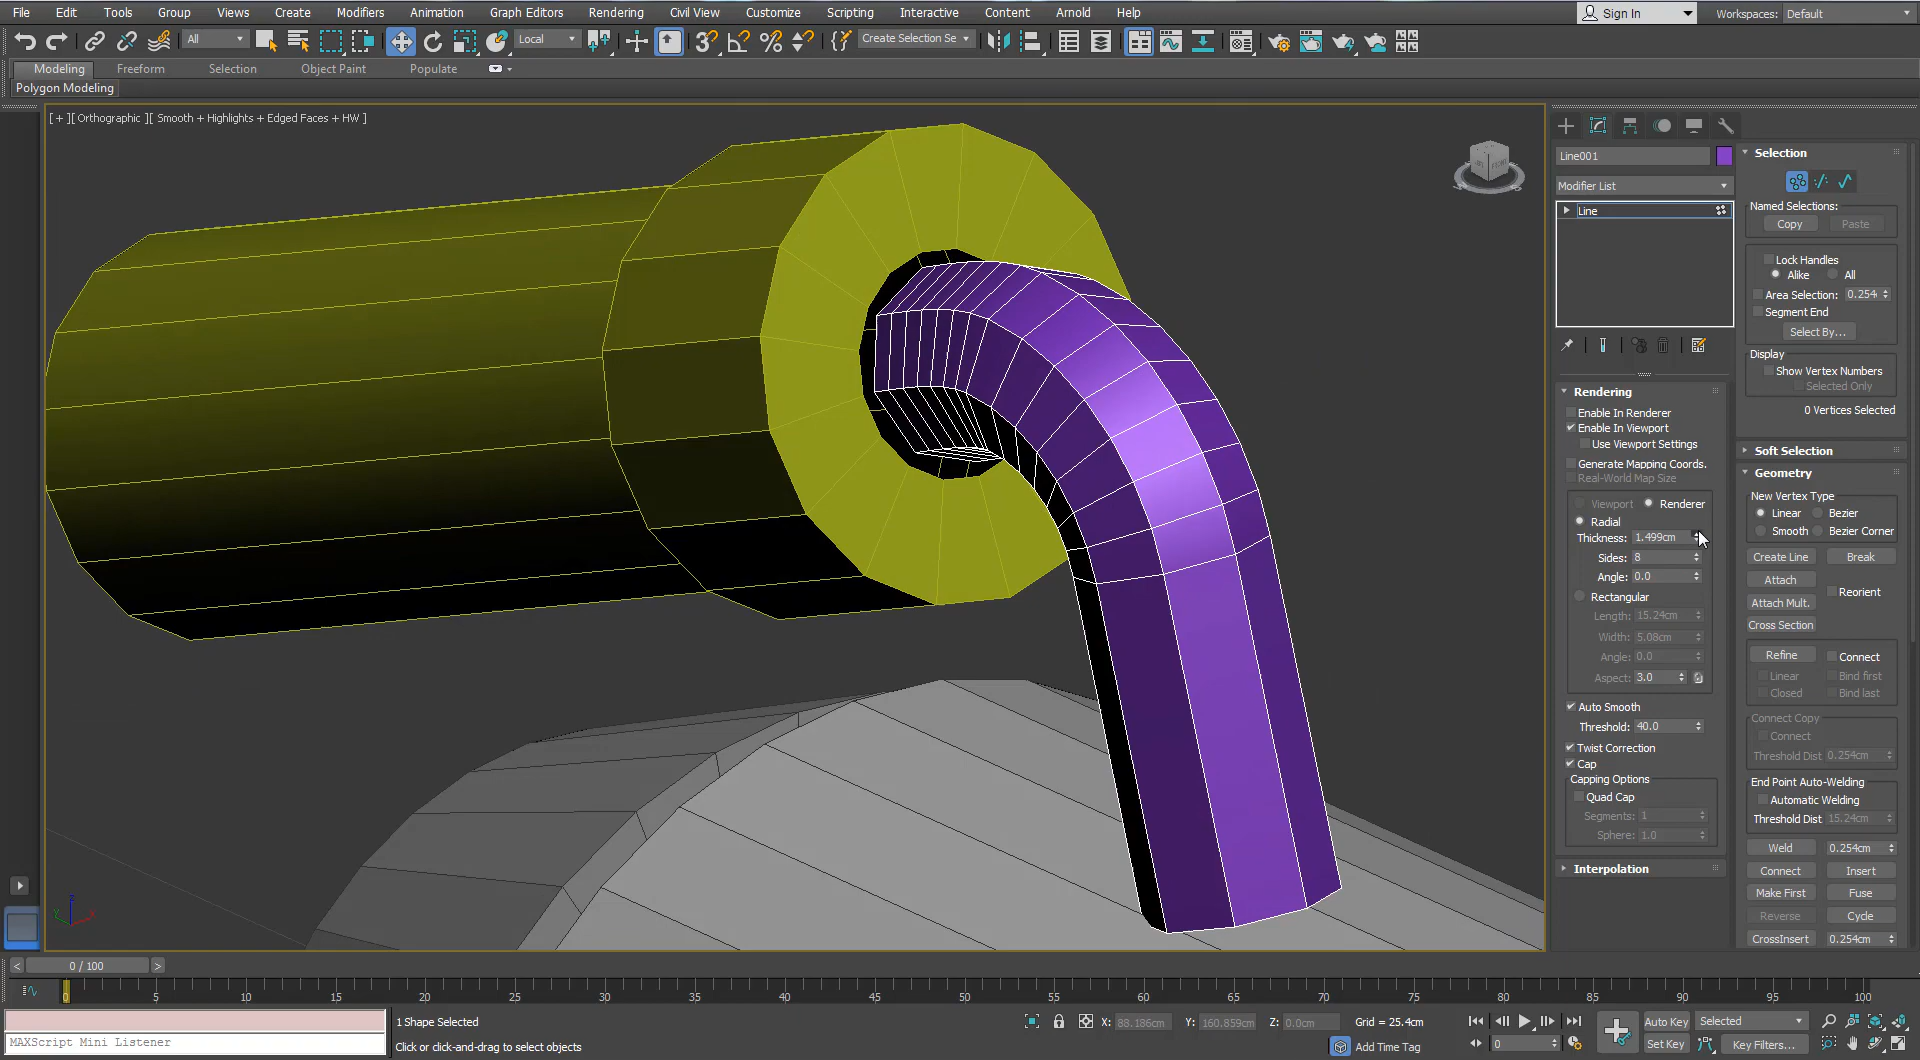 File Edit Tools Group Views Create Modifiers Animation Graph Editors Rendering Civil View Customize Scripting Interactive Content Arnold Help
Sign In Workspaces: Default
All Local Create Selection Se
Modeling Freeform Selection Object Paint Populate
Polygon Modeling
[ + ][ Orthographic ][ Smooth + Highlights + Edged Faces + HW ]
Line001
Modifier List
Line
Rendering
Enable In Renderer
Enable In Viewport
Use Viewport Settings
Generate Mapping Coords.
Real-World Map Size
Viewport Renderer
Radial
Thickness: 1.499cm
Sides: 8
Angle: 0.0
Rectangular
Length: 15.24cm
Width: 5.08cm
Angle: 0.0
Aspect: 3.0
Auto Smooth
Threshold: 40.0
Twist Correction
Cap
Capping Options
Quad Cap
Segments: 1
Sphere: 1.0
Interpolation
Selection
Named Selections:
Copy Paste
Lock Handles
Alike All
Area Selection: 0.254
Segment End
Select By...
Display
Show Vertex Numbers
Selected Only
0 Vertices Selected
Soft Selection
Geometry
New Vertex Type
Linear Bezier
Smooth Bezier Corner
Create Line Break
Attach
Reorient
Attach Mult.
Cross Section
Refine Connect
Linear Bind first
Closed Bind last
Connect Copy
Connect
Threshold Dist 0.254cm
End Point Auto-Welding
Automatic Welding
Threshold Dist 15.24cm
Weld 0.254cm
Connect Insert
Make First Fuse
Reverse Cycle
CrossInsert 0.254cm
< 0 / 100 >
0 5 10 15 20 25 30 35 40 45 50 55 60 65 70 75 80 85 90 95 100
1 Shape Selected X: 88.186cm Y: 160.859cm Z: 0.0cm Grid = 25.4cm Auto Key Selected
MAXScript Mini Listener Click or click-and-drag to select objects Add Time Tag 0 Set Key Key Filters...